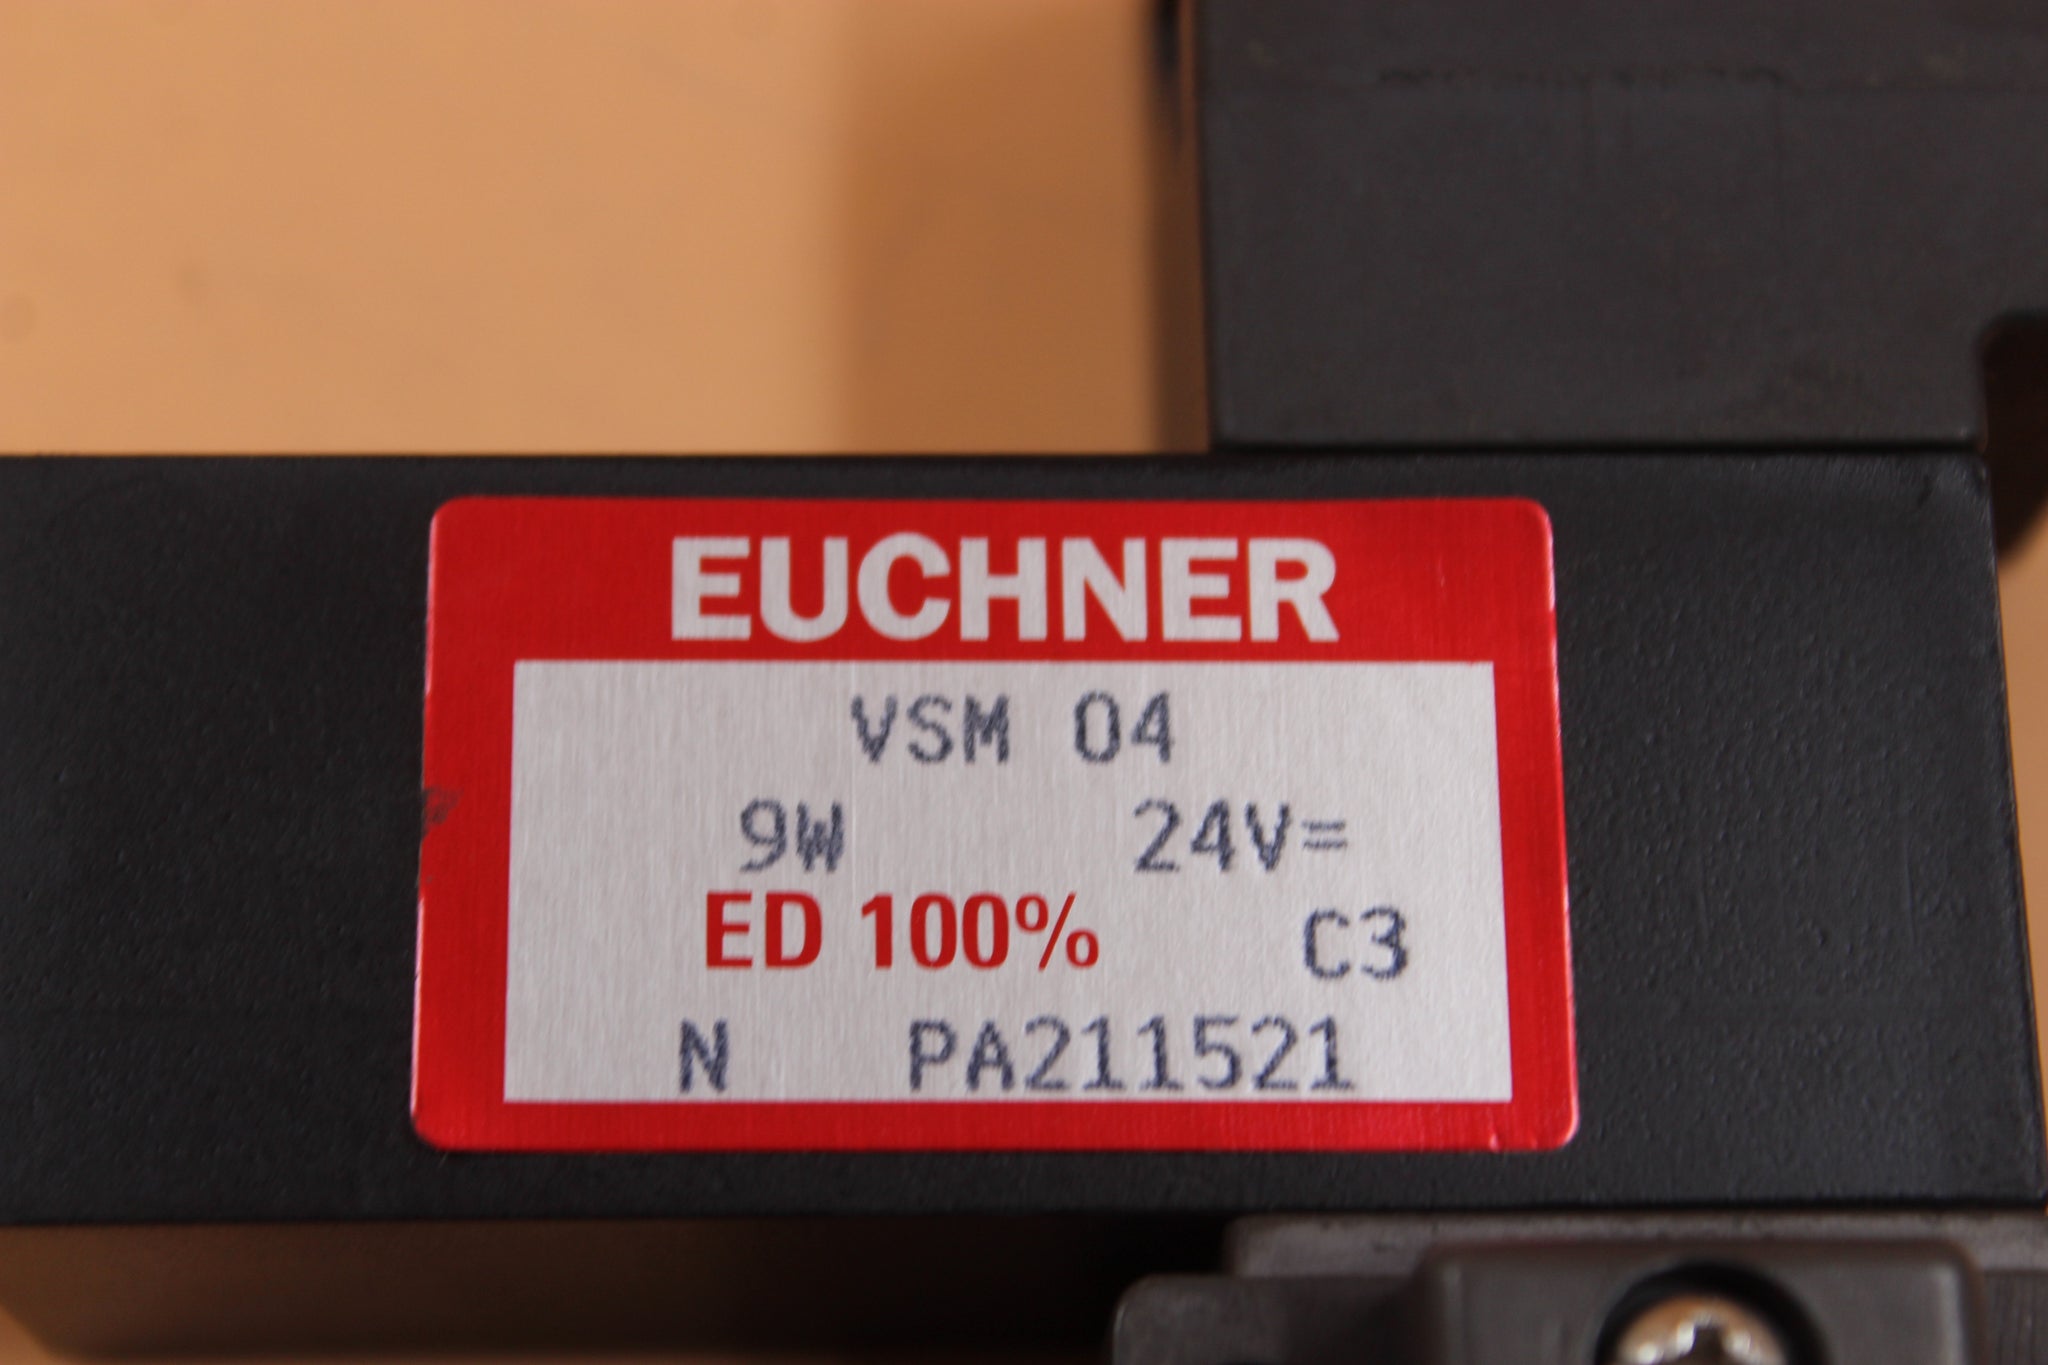 EUCHNER
VSM 04
9W 24V=
ED 100% C3
N PA211521